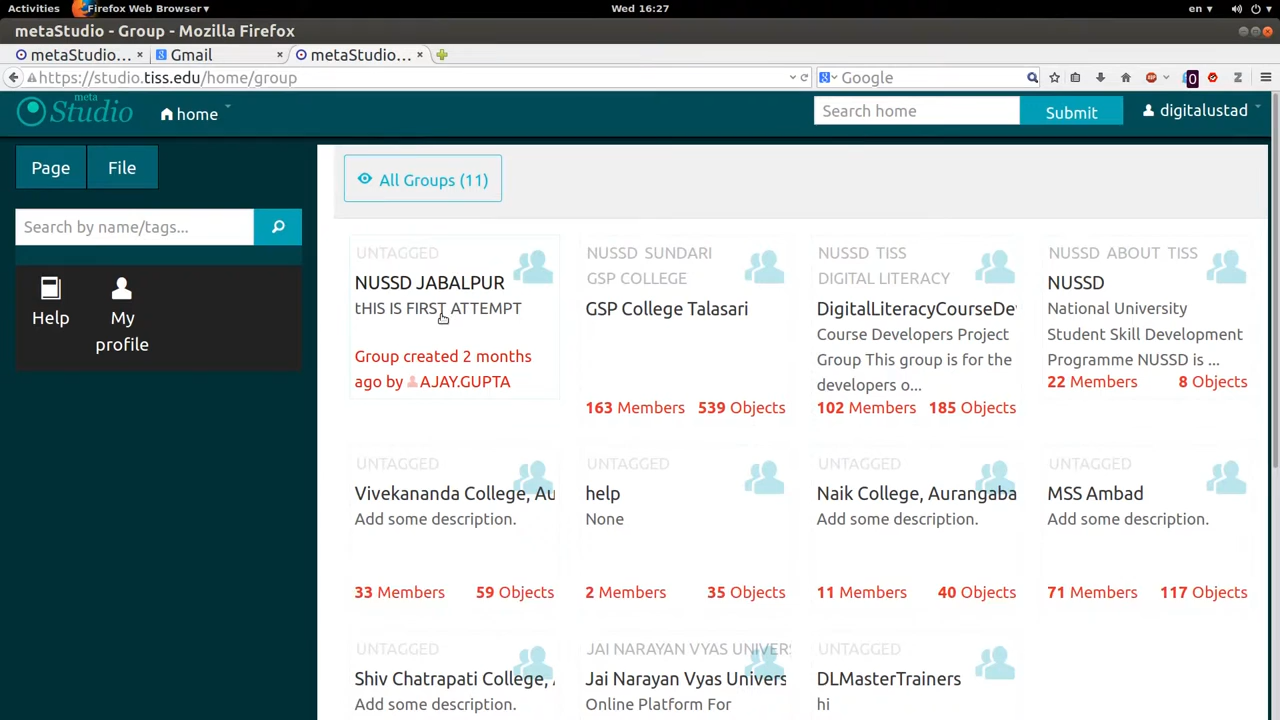 Activities Firefox Web Browser Wed 16:27 en
metaStudio - Group - Mozilla Firefox
metaStudio... × Gmail × metaStudio... ×
https://studio.tiss.edu/home/group Google 0
meta Studio home Search home Submit digitalustad
Page File
Search by name/tags...
Help My profile
All Groups (11)
UNTAGGED
NUSSD JABALPUR
tHIS IS FIRST ATTEMPT
Group created 2 months
ago by AJAY.GUPTA
NUSSD SUNDARI
GSP COLLEGE
GSP College Talasari
163 Members 539 Objects
NUSSD TISS
DIGITAL LITERACY
DigitalLiteracyCourseDe
Course Developers Project
Group This group is for the
developers o...
102 Members 185 Objects
NUSSD ABOUT TISS
NUSSD
National University
Student Skill Development
Programme NUSSD is ...
22 Members 8 Objects
UNTAGGED
Vivekananda College, Au
Add some description.
33 Members 59 Objects
UNTAGGED
help
None
2 Members 35 Objects
UNTAGGED
Naik College, Aurangaba
Add some description.
11 Members 40 Objects
UNTAGGED
MSS Ambad
Add some description.
71 Members 117 Objects
UNTAGGED
Shiv Chatrapati College,
Add some description.
JAI NARAYAN VYAS UNIVERS
Jai Narayan Vyas Univers
Online Platform For
UNTAGGED
DLMasterTrainers
hi